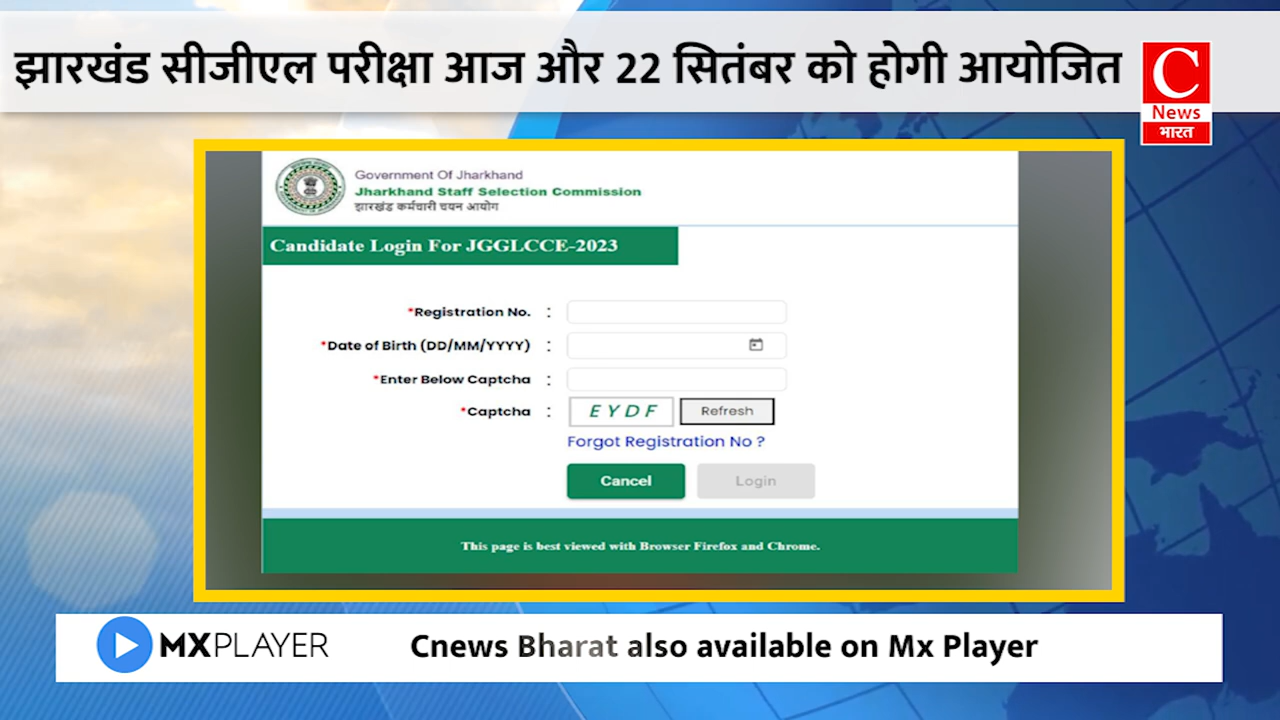 झारखंड सीजीएल परीक्षा आज और 22 सितंबर को होगी आयोजित
C
News
भारत
Government Of Jharkhand
Jharkhand Staff Selection Commission
झारखंड कर्मचारी चयन आयोग
Candidate Login For JGGLCCE-2023
*Registration No. :
*Date of Birth (DD/MM/YYYY) :
*Enter Below Captcha :
*Captcha : EYDF Refresh
Forgot Registration No ?
Cancel Login
This page is best viewed with Browser Firefox and Chrome.
MXPLAYER Cnews Bharat also available on Mx Player